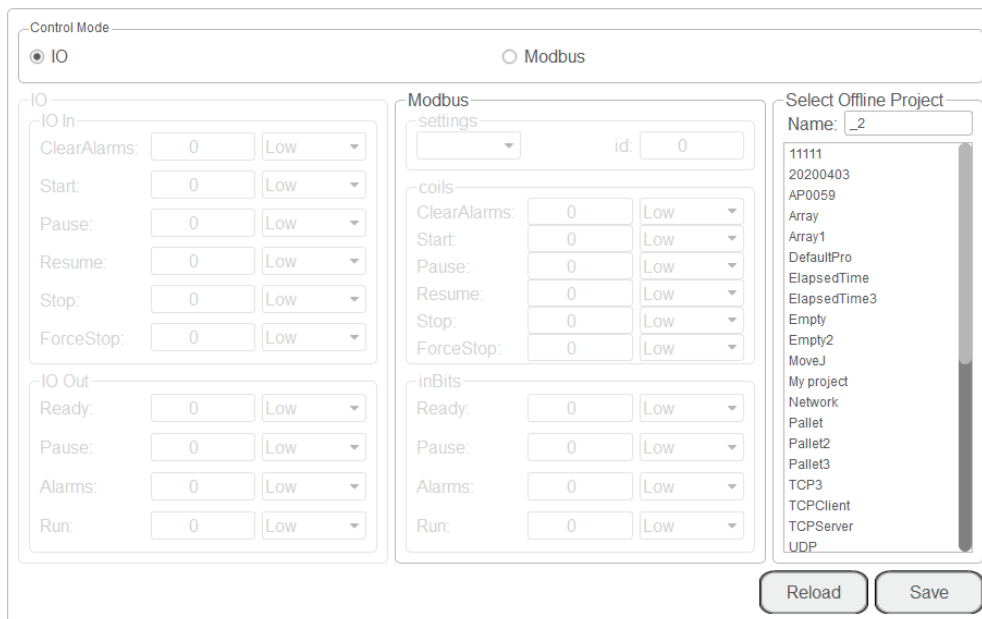 Control Mode
IO
Modbus
IO
IO In
ClearAlarms: 0 Low
Start: 0 Low
Pause: 0 Low
Resume: 0 Low
Stop: 0 Low
ForceStop: 0 Low
IO Out
Ready: 0 Low
Pause: 0 Low
Alarms: 0 Low
Run: 0 Low
Modbus
settings
id: 0
coils
ClearAlarms: 0 Low
Start: 0 Low
Pause: 0 Low
Resume: 0 Low
Stop: 0 Low
ForceStop: 0 Low
inBits
Ready: 0 Low
Pause: 0 Low
Alarms: 0 Low
Run: 0 Low
Select Offline Project
Name: _2
11111
20200403
AP0059
Array
Array1
DefaultPro
ElapsedTime
ElapsedTime3
Empty
Empty2
MoveJ
My project
Network
Pallet
Pallet2
Pallet3
TCP3
TCPClient
TCPServer
UDP
Reload
Save